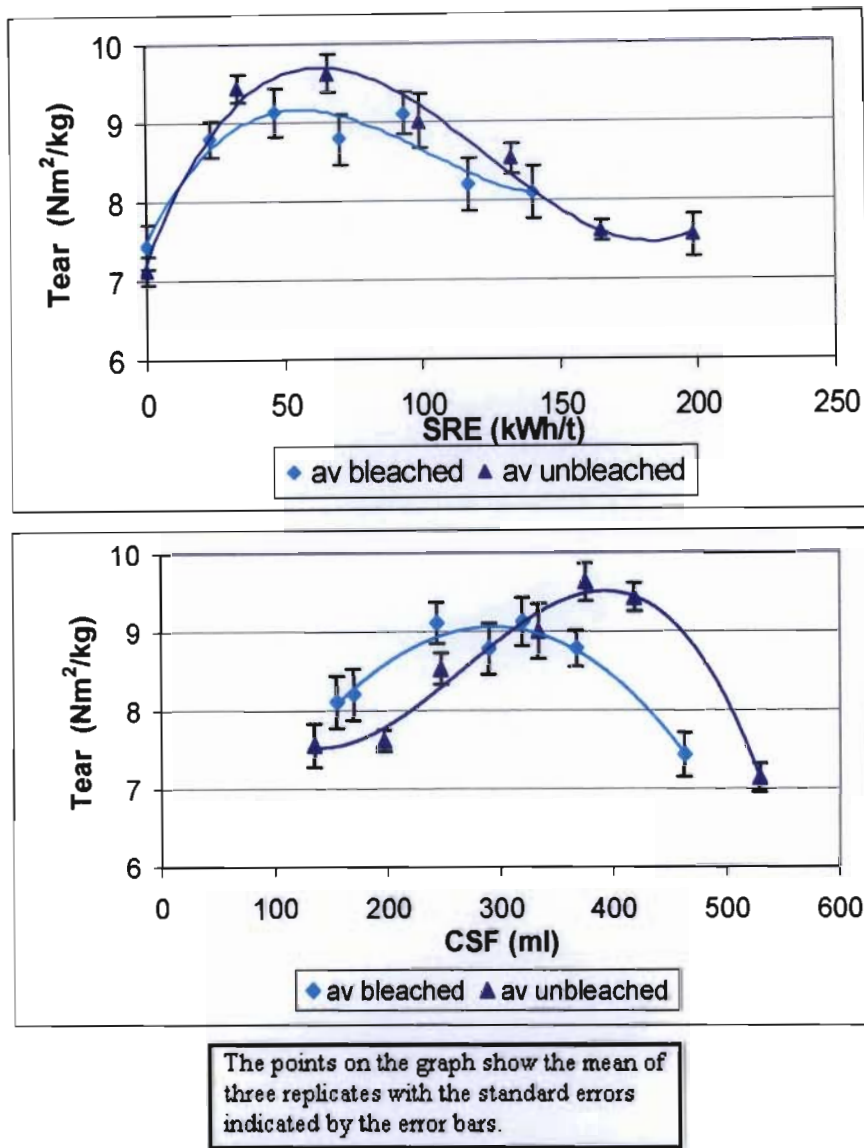 10
9
8
7
6
Tear (Nm²/kg)
0 50 100 150 200 250
SRE (kWh/t)
av bleached av unbleached
10
9
8
7
6
Tear (Nm²/kg)
0 100 200 300 400 500 600
CSF (ml)
av bleached av unbleached
The points on the graph show the mean of
three replicates with the standard errors
indicated by the error bars.